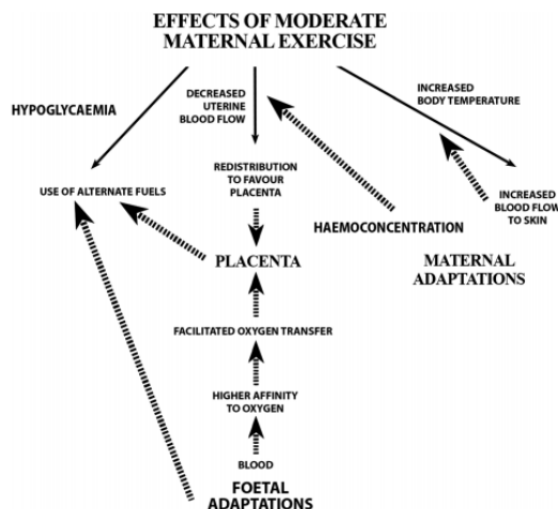 EFFECTS OF MODERATE
MATERNAL EXERCISE
HYPOGLYCAEMIA
DECREASED
UTERINE
BLOOD FLOW
INCREASED
BODY TEMPERATURE
USE OF ALTERNATE FUELS
REDISTRIBUTION
TO FAVOUR
PLACENTA
HAEMOCONCENTRATION
INCREASED
BLOOD FLOW
TO SKIN
PLACENTA
MATERNAL
ADAPTATIONS
FACILITATED OXYGEN TRANSFER
HIGHER AFFINITY
TO OXYGEN
BLOOD
FOETAL
ADAPTATIONS